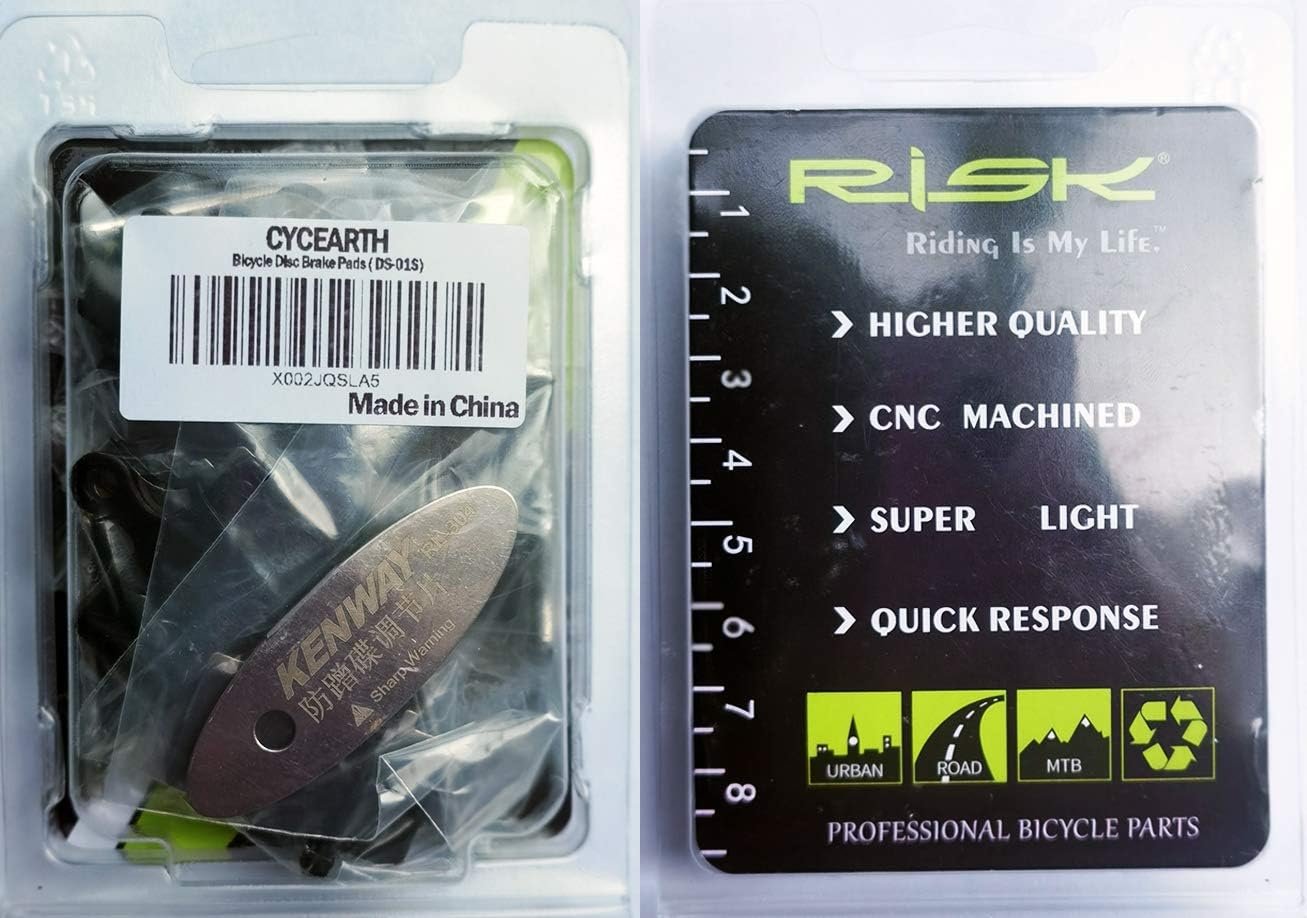 CYCEARTH
Bicycle Disc Brake Pads ( DS-01S)
X002JQSLA5
Made in China
KENWAY
防蹭碟调节片
Sharp Warning
RISK®
Riding Is My Life.™
1
2
3
4
5
6
7
8
HIGHER QUALITY
CNC MACHINED
SUPER LIGHT
QUICK RESPONSE
URBAN
ROAD
MTB
PROFESSIONAL BICYCLE PARTS